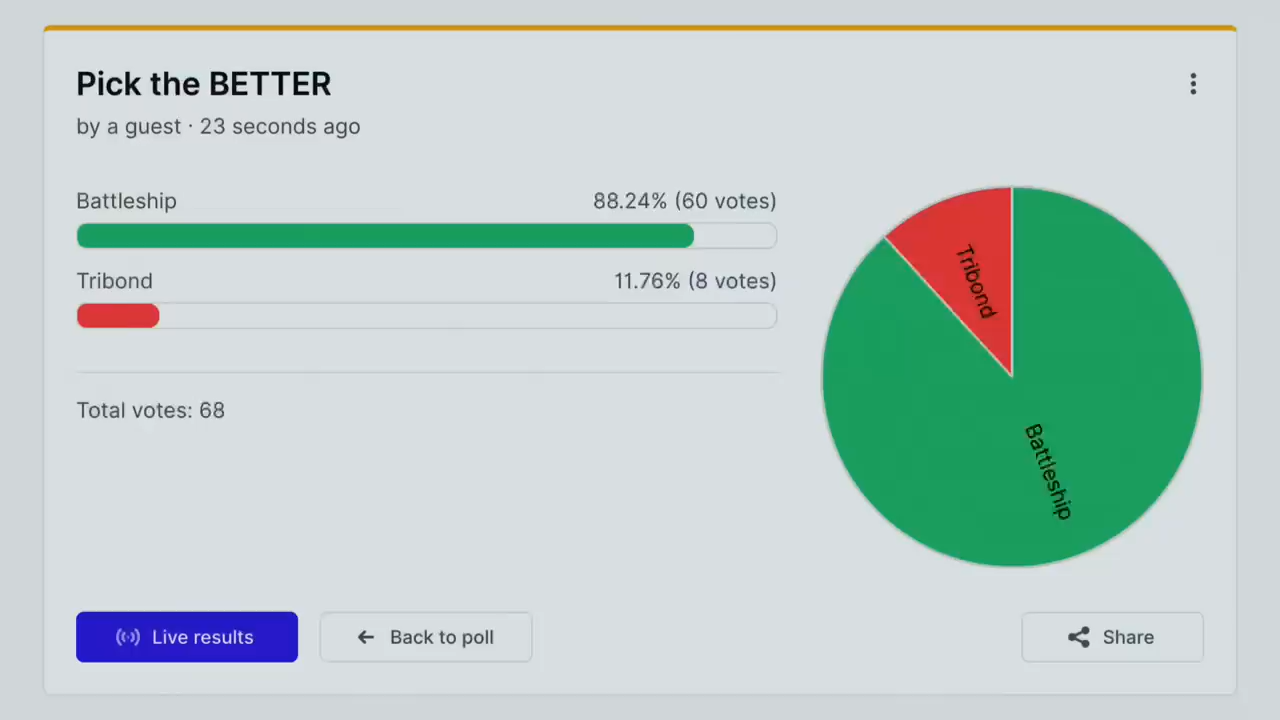 Pick the BETTER
by a guest · 23 seconds ago
Battleship 88.24% (60 votes)
Tribond 11.76% (8 votes)
Total votes: 68
Tribond
Battleship
Live results
Back to poll
Share